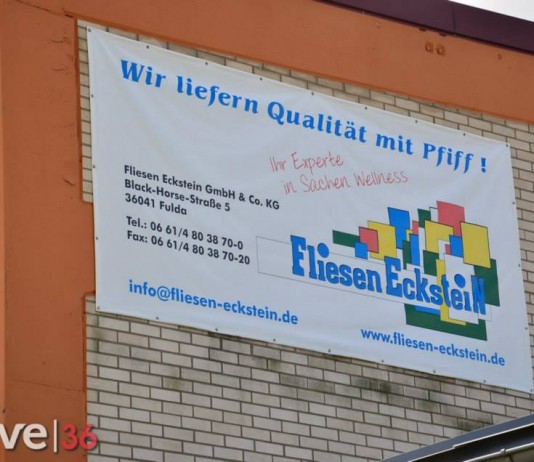 Wir liefern Qualität mit Pfiff !
Ihr Experte
in Sachen Wellness
Fliesen Eckstein GmbH & Co. KG
Black-Horse-Straße 5
36041 Fulda
Tel.: 06 61/4 80 38 70-0
Fax: 06 61/4 80 38 70-20
Fliesen Eckstein
info@fliesen-eckstein.de
www.fliesen-eckstein.de
ve|36